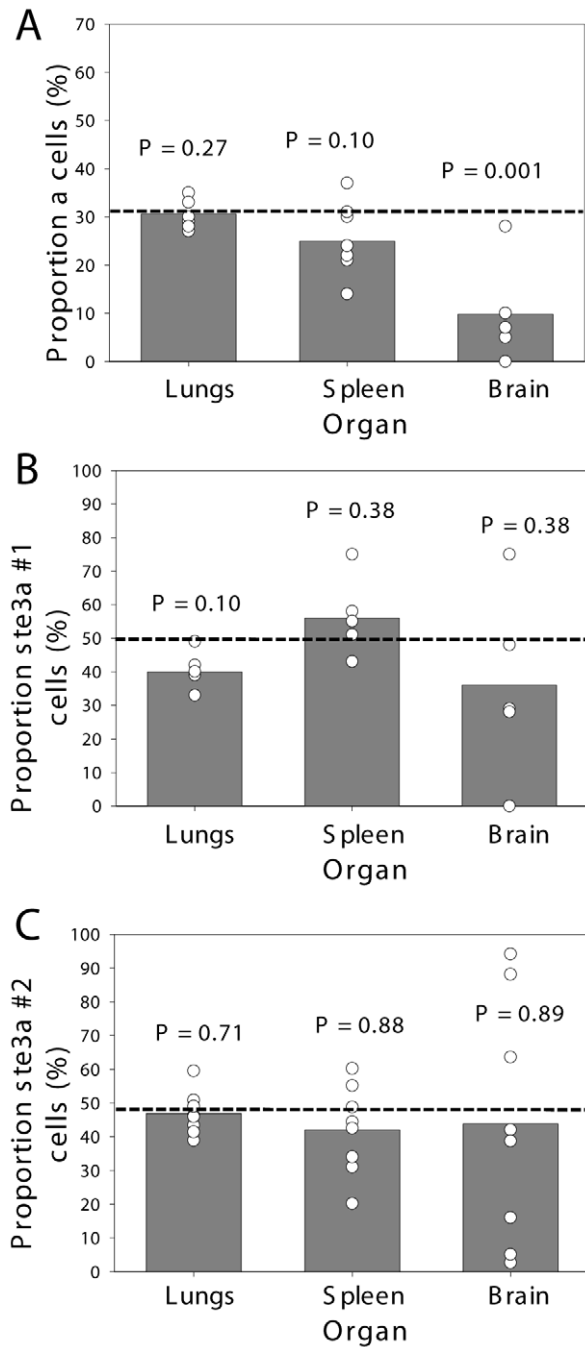 A
Proportion a cells (%)
70
60
50
40
30
20
10
0
P = 0.27
P = 0.10
P = 0.001
Lungs
Spleen
Brain
Organ
B
Proportion ste3a #1
cells (%)
100
90
80
70
60
50
40
30
20
10
0
P = 0.10
P = 0.38
P = 0.38
Lungs
Spleen
Brain
Organ
C
Proportion ste3a #2
cells (%)
100
90
80
70
60
50
40
30
20
10
0
P = 0.71
P = 0.88
P = 0.89
Lungs
Spleen
Brain
Organ